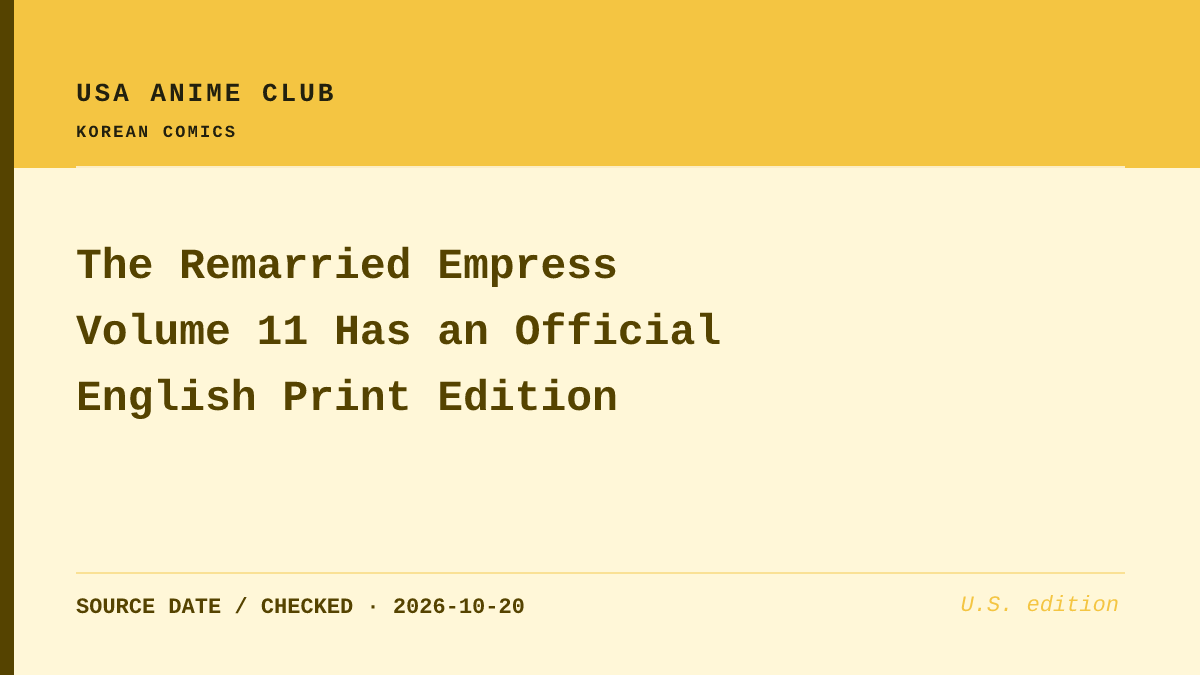 USA ANIME CLUB
KOREAN COMICS
The Remarried Empress
Volume 11 Has an Official
English Print Edition
SOURCE DATE / CHECKED · 2026-10-20
U.S. edition